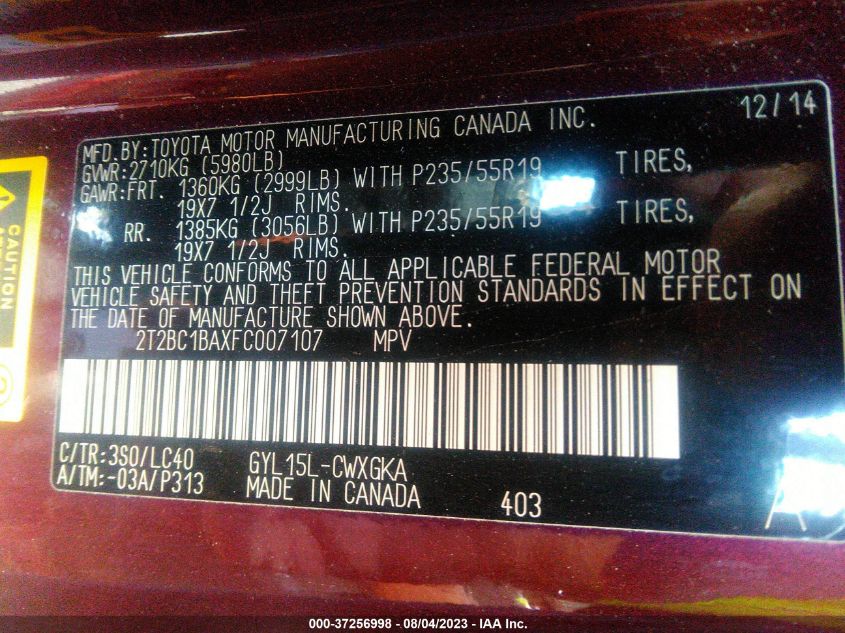 12/14
MFD.BY:TOYOTA MOTOR MANUFACTURING CANADA INC.
GVWR:2710KG (5980LB)
GAWR:FRT. 1360KG (2999LB) WITH P235/55R19 TIRES,
19X7 1/2J RIMS.
RR. 1385KG (3056LB) WITH P235/55R19 TIRES,
19X7 1/2J RIMS.
THIS VEHICLE CONFORMS TO ALL APPLICABLE FEDERAL MOTOR
VEHICLE SAFETY AND THEFT PREVENTION STANDARDS IN EFFECT ON
THE DATE OF MANUFACTURE SHOWN ABOVE.
2T2BC1BAXFC007107 MPV
C/TR:3S0/LC40 GYL15L-CWXGKA
A/TM:-03A/P313 MADE IN CANADA 403
A
CAUTION
000-37256998 - 08/04/2023 - IAA Inc.